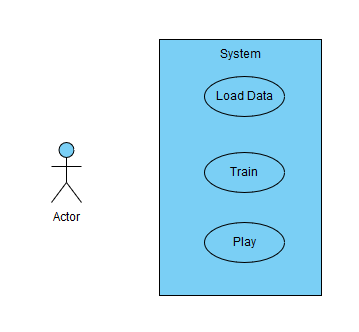 System
Load Data
Train
Actor
Play